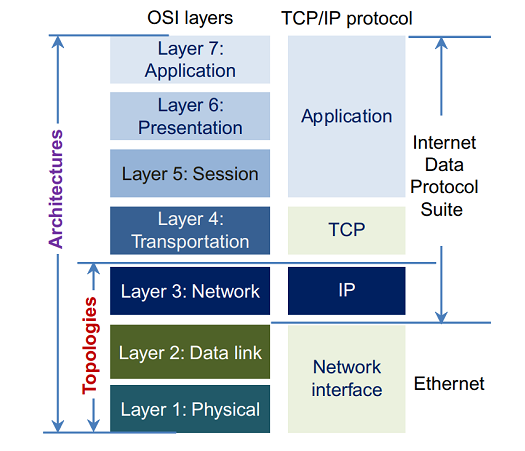 OSI layers
TCP/IP protocol
Layer 7:
Application
Layer 6:
Presentation
Layer 5: Session
Layer 4:
Transportation
Layer 3: Network
Layer 2: Data link
Layer 1: Physical
Application
TCP
IP
Network
interface
Internet
Data
Protocol
Suite
Ethernet
Architectures
Topologies